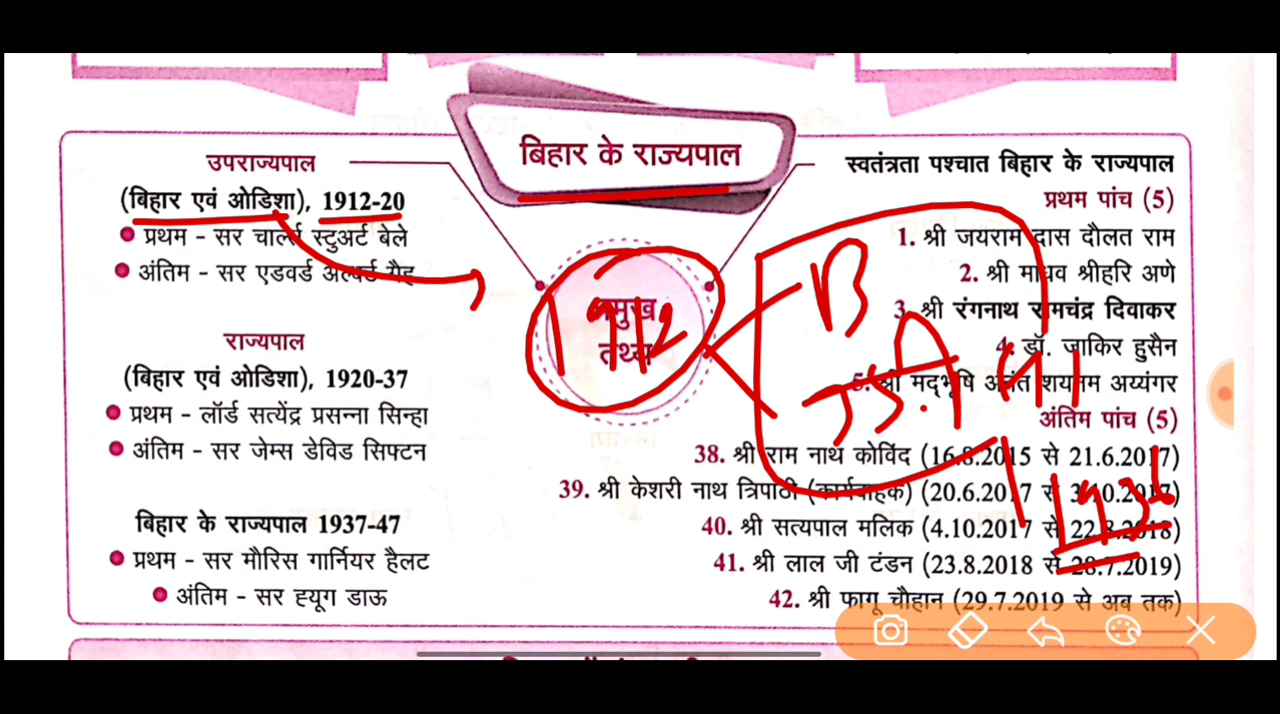 बिहार के राज्यपाल
उपराज्यपाल
(बिहार एवं ओडिशा), 1912-20
प्रथम - सर चार्ल्स स्टुअर्ट बेले
अंतिम - सर एडवर्ड अल्बर्ट गैह
राज्यपाल
(बिहार एवं ओडिशा), 1920-37
प्रथम - लॉर्ड सत्येंद्र प्रसन्ना सिन्हा
अंतिम - सर जेम्स डेविड सिफ्टन
बिहार के राज्यपाल 1937-47
प्रथम - सर मौरिस गार्नियर हैलट
अंतिम - सर ह्यूग डाऊ
प्रमुख
तथ्य
1912
स्वतंत्रता पश्चात बिहार के राज्यपाल
प्रथम पांच (5)
1. श्री जयराम दास दौलत राम
2. श्री माधव श्रीहरि अणे
3. श्री रंगनाथ रामचंद्र दिवाकर
4. डॉ. जाकिर हुसैन
5. श्री मद्भूषि अनंतशयनम अय्यंगर
अंतिम पांच (5)
38. श्री राम नाथ कोविंद (16.8.2015 से 21.6.2017)
39. श्री केशरी नाथ त्रिपाठी (कार्यवाहक) (20.6.2017 से 3.10.2017)
40. श्री सत्यपाल मलिक (4.10.2017 से 22.8.2018)
41. श्री लाल जी टंडन (23.8.2018 से 28.7.2019)
42. श्री फागू चौहान (29.7.2019 से अब तक)
B
1936